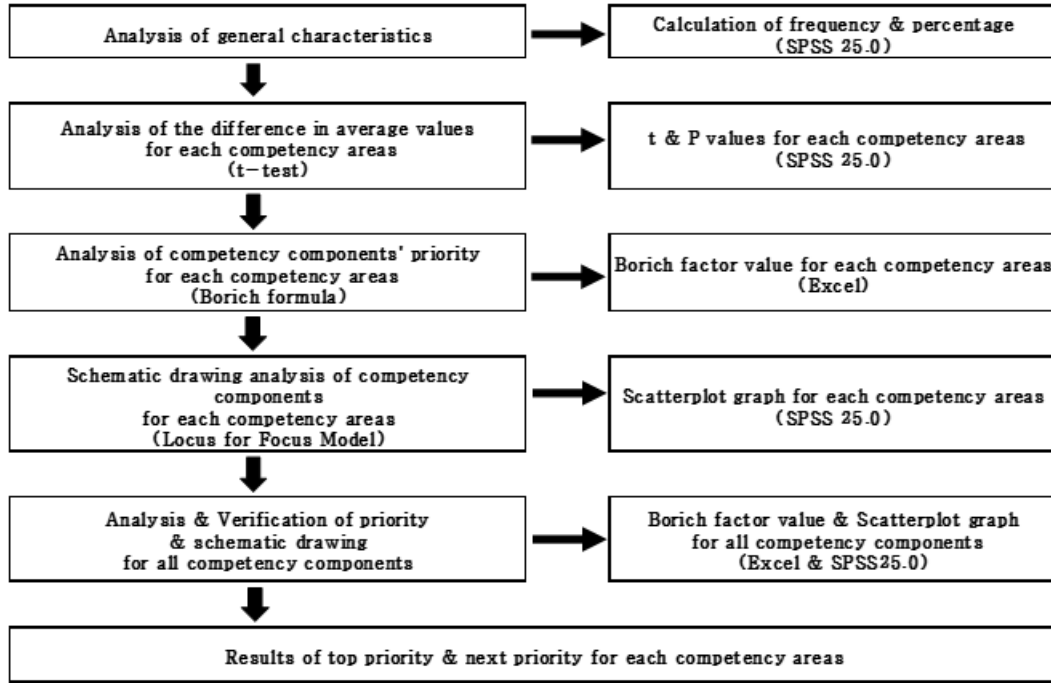 Analysis of general characteristics
Calculation of frequency & percentage
(SPSS 25.0)
Analysis of the difference in average values
for each competency areas
(t-test)
t & P values for each competency areas
(SPSS 25.0)
Analysis of competency components' priority
for each competency areas
(Borich formula)
Borich factor value for each competency areas
(Excel)
Schematic drawing analysis of competency
components
for each competency areas
(Locus for Focus Model)
Scatterplot graph for each competency areas
(SPSS 25.0)
Analysis & Verification of priority
& schematic drawing
for all competency components
Borich factor value & Scatterplot graph
for all competency components
(Excel & SPSS25.0)
Results of top priority & next priority for each competency areas